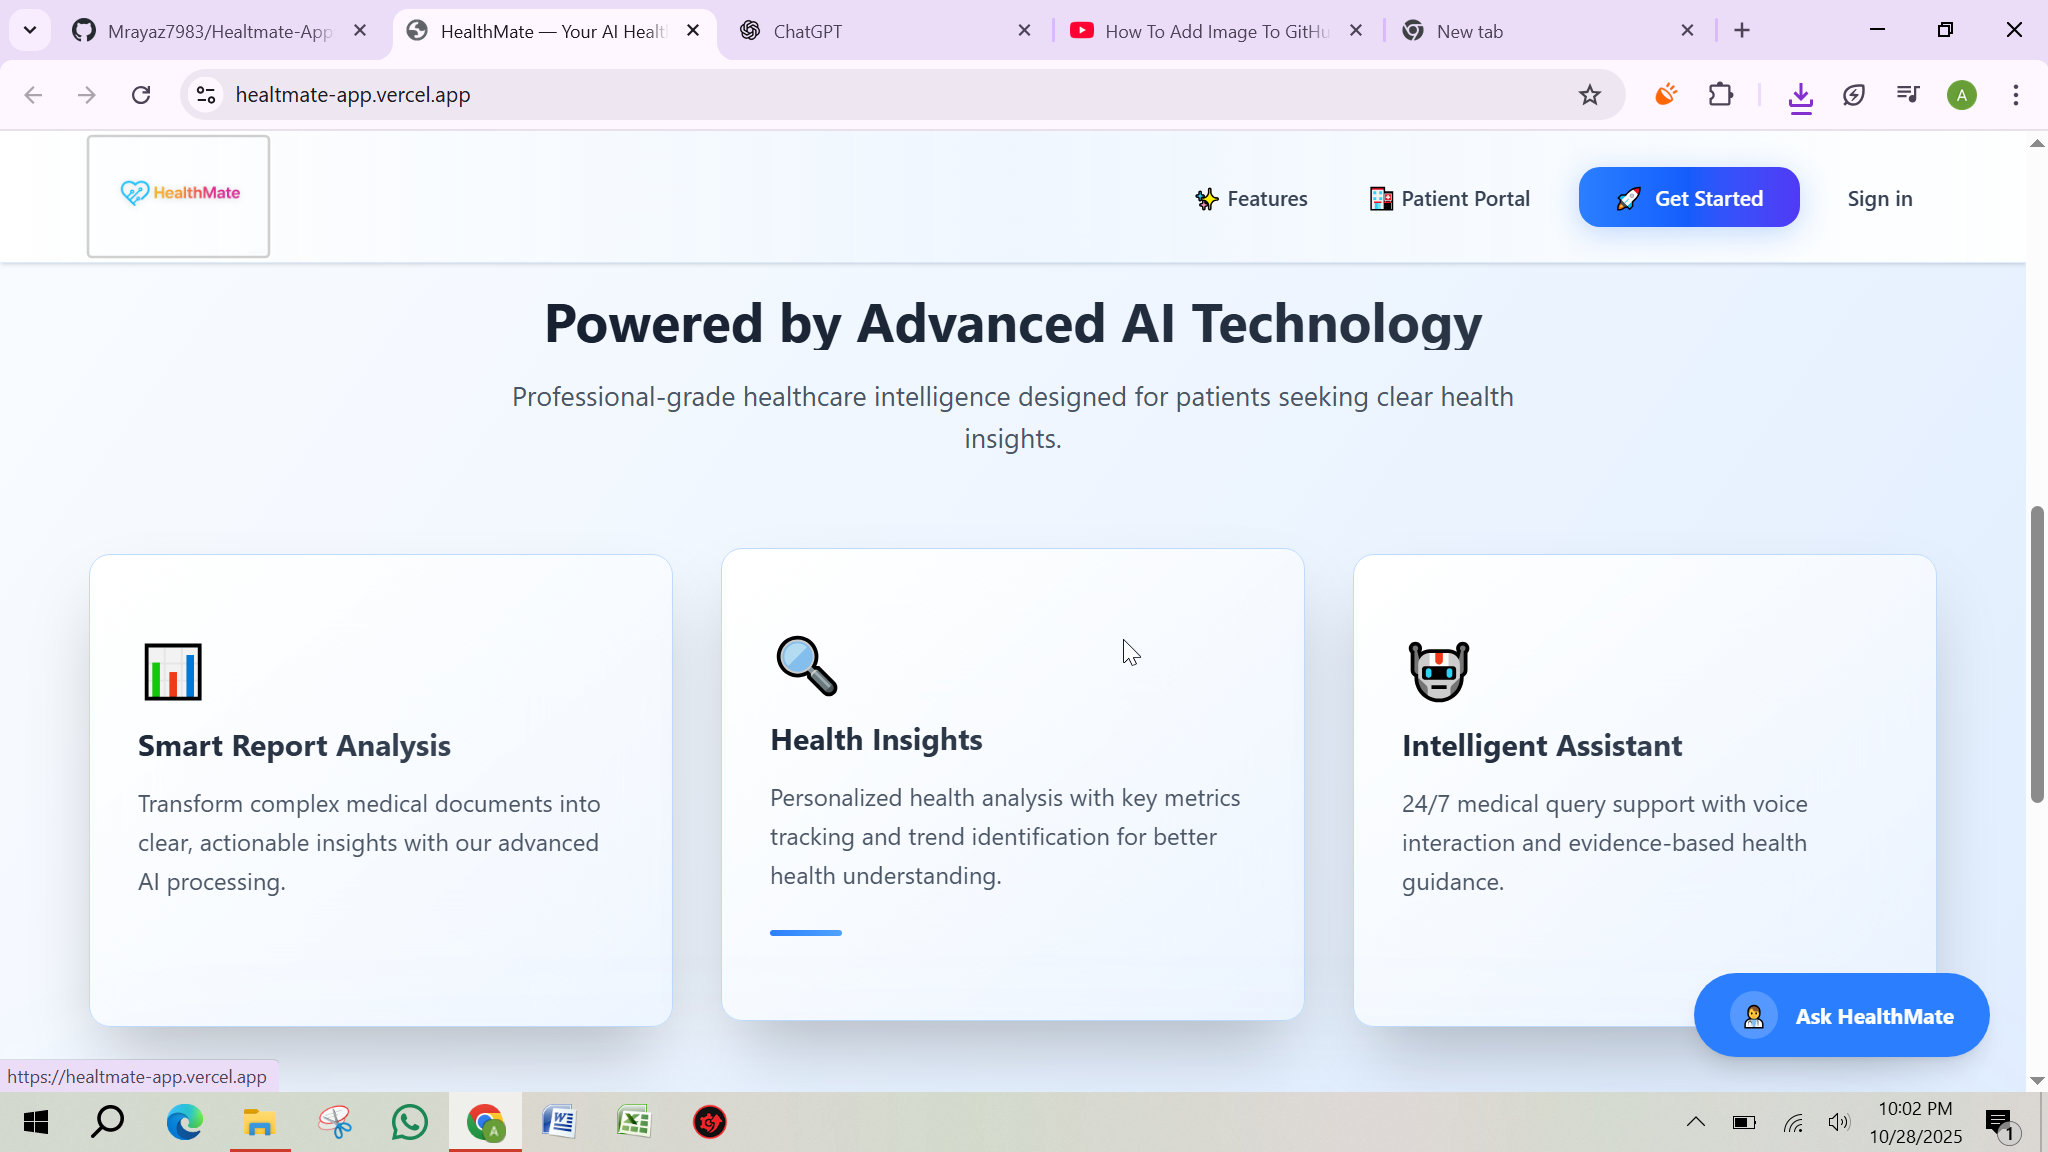 Mrayaz7983/Healtmate-App
HealthMate — Your AI Healt
ChatGPT
How To Add Image To GitHu
New tab
healtmate-app.vercel.app
A
HealthMate
Features
Patient Portal
Get Started
Sign in
Powered by Advanced AI Technology
Professional-grade healthcare intelligence designed for patients seeking clear health
insights.
Smart Report Analysis
Transform complex medical documents into
clear, actionable insights with our advanced
AI processing.
Health Insights
Personalized health analysis with key metrics
tracking and trend identification for better
health understanding.
Intelligent Assistant
24/7 medical query support with voice
interaction and evidence-based health
guidance.
Ask HealthMate
https://healtmate-app.vercel.app
A
10:02 PM
10/28/2025
1